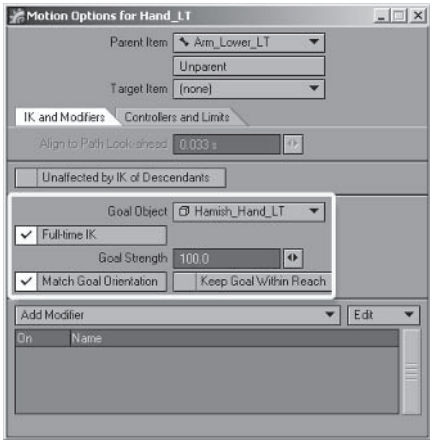 Motion Options for Hand_LT
Parent Item Arm_Lower_LT
Unparent
Target Item (none)
IK and Modifiers Controllers and Limits
Align to Path Look-ahead 0.033 s
Unaffected by IK of Descendants
Goal Object Hamish_Hand_LT
Full-time IK
Goal Strength 100.0
Match Goal Orientation Keep Goal Within Reach
Add Modifier Edit
On Name